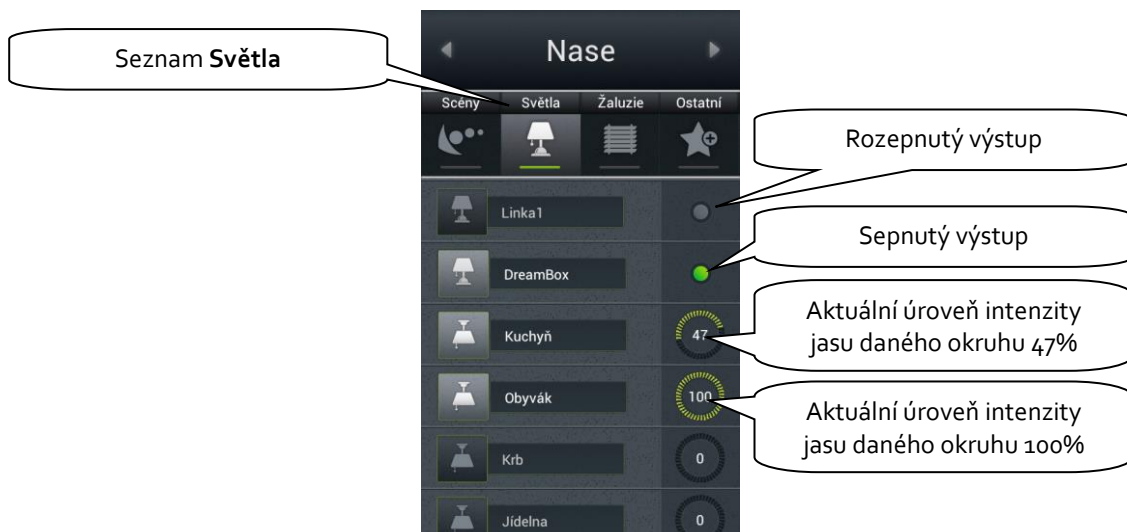 Seznam Světla
Nase
Scény Světla Žaluzie Ostatní
Linka1
Rozepnutý výstup
DreamBox
Sepnutý výstup
Kuchyň 47
Aktuální úroveň intenzity
jasu daného okruhu 47%
Obyvák 100
Aktuální úroveň intenzity
jasu daného okruhu 100%
Krb 0
Jídelna 0